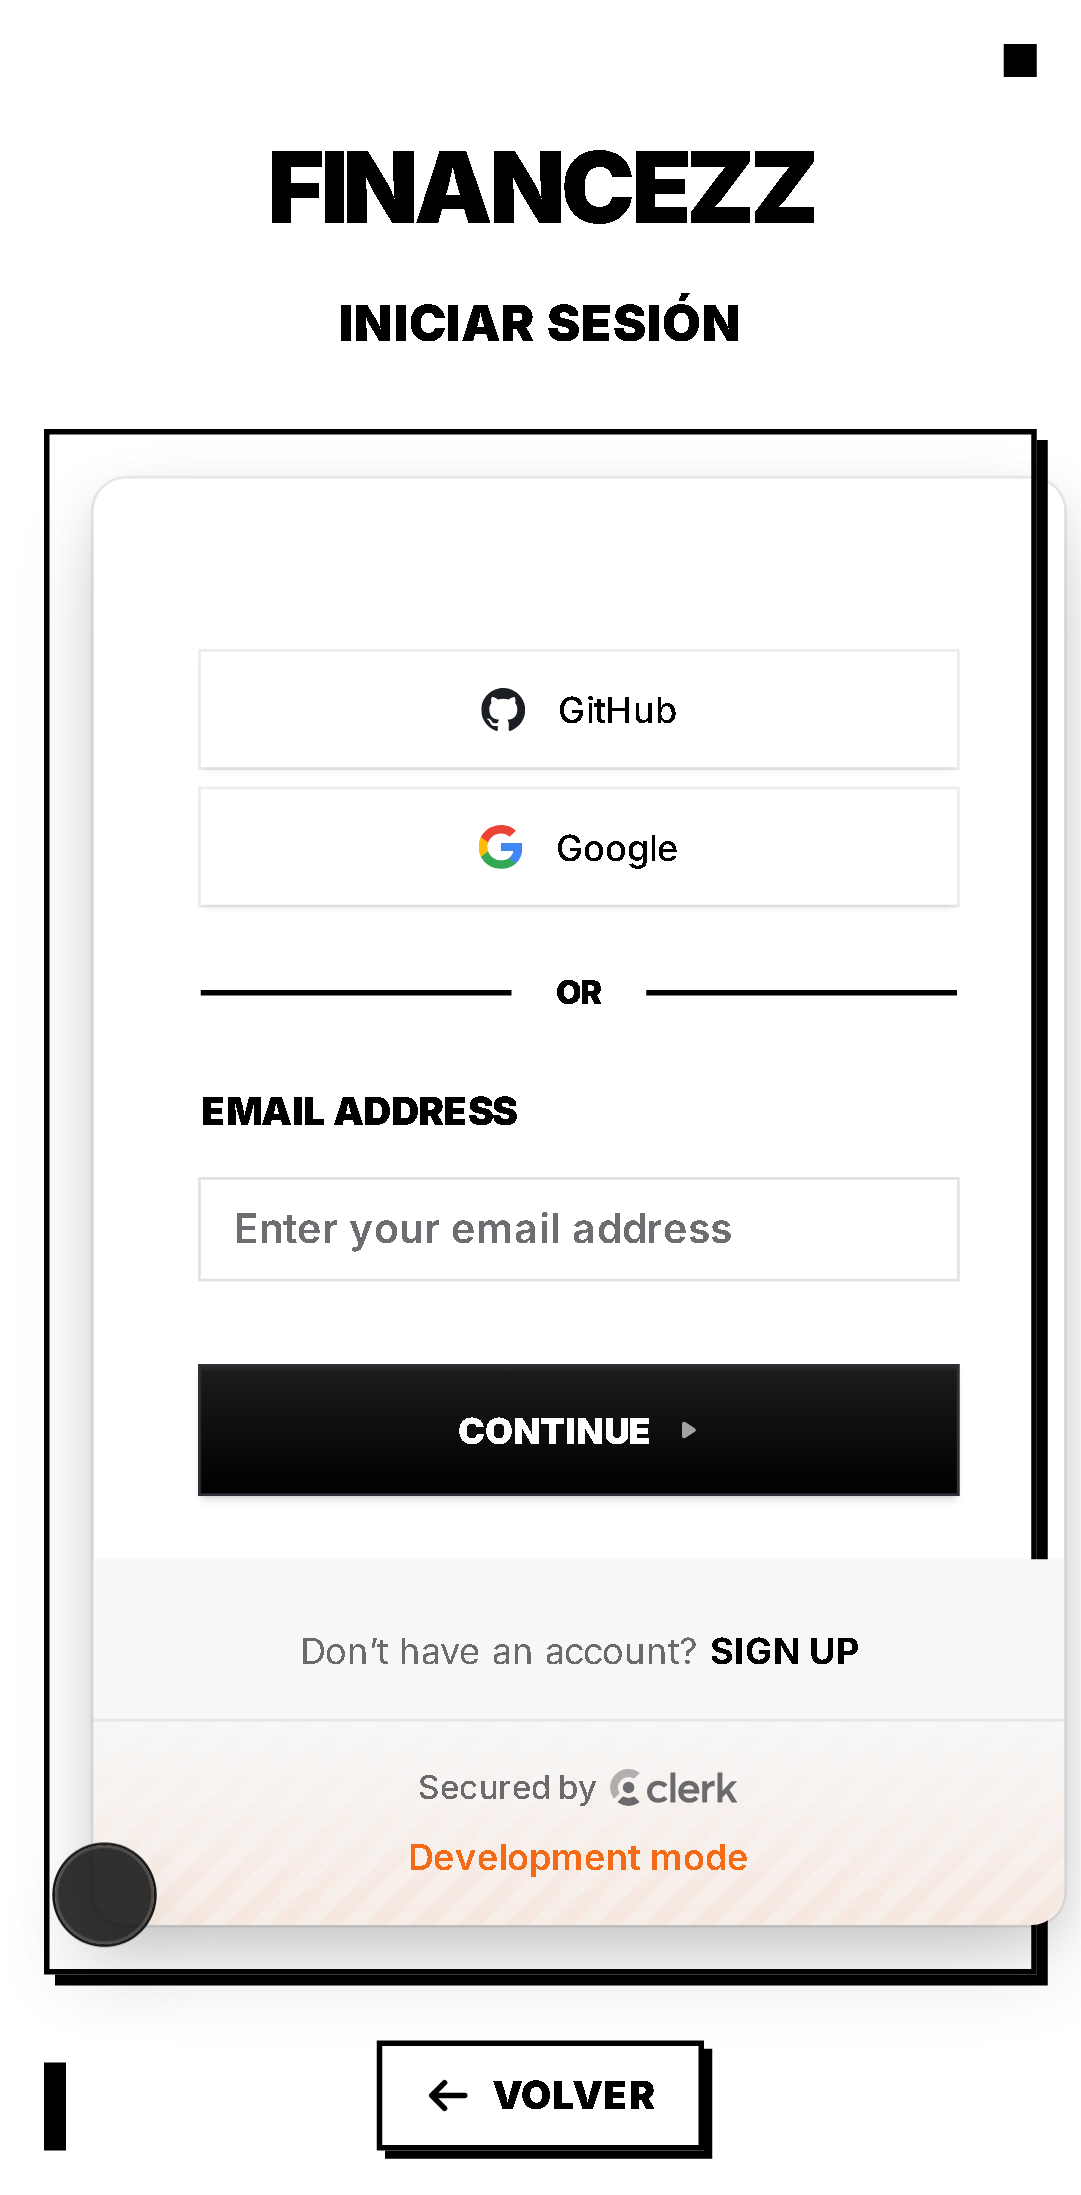 FINANCEZZ
INICIAR SESIÓN
GitHub
Google
OR
EMAIL ADDRESS
Enter your email address
CONTINUE
Don’t have an account? SIGN UP
Secured by clerk
Development mode
VOLVER